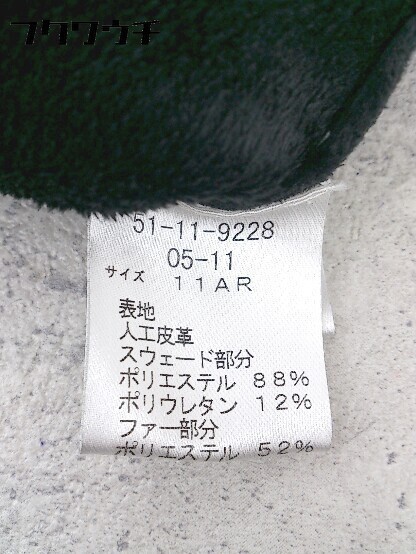 フクウウチ
51-11-9228
05-11
サイズ 11AR
表地
人工皮革
スウェード部分
ポリエステル 88%
ポリウレタン 12%
ファー部分
ポリエステル 52%